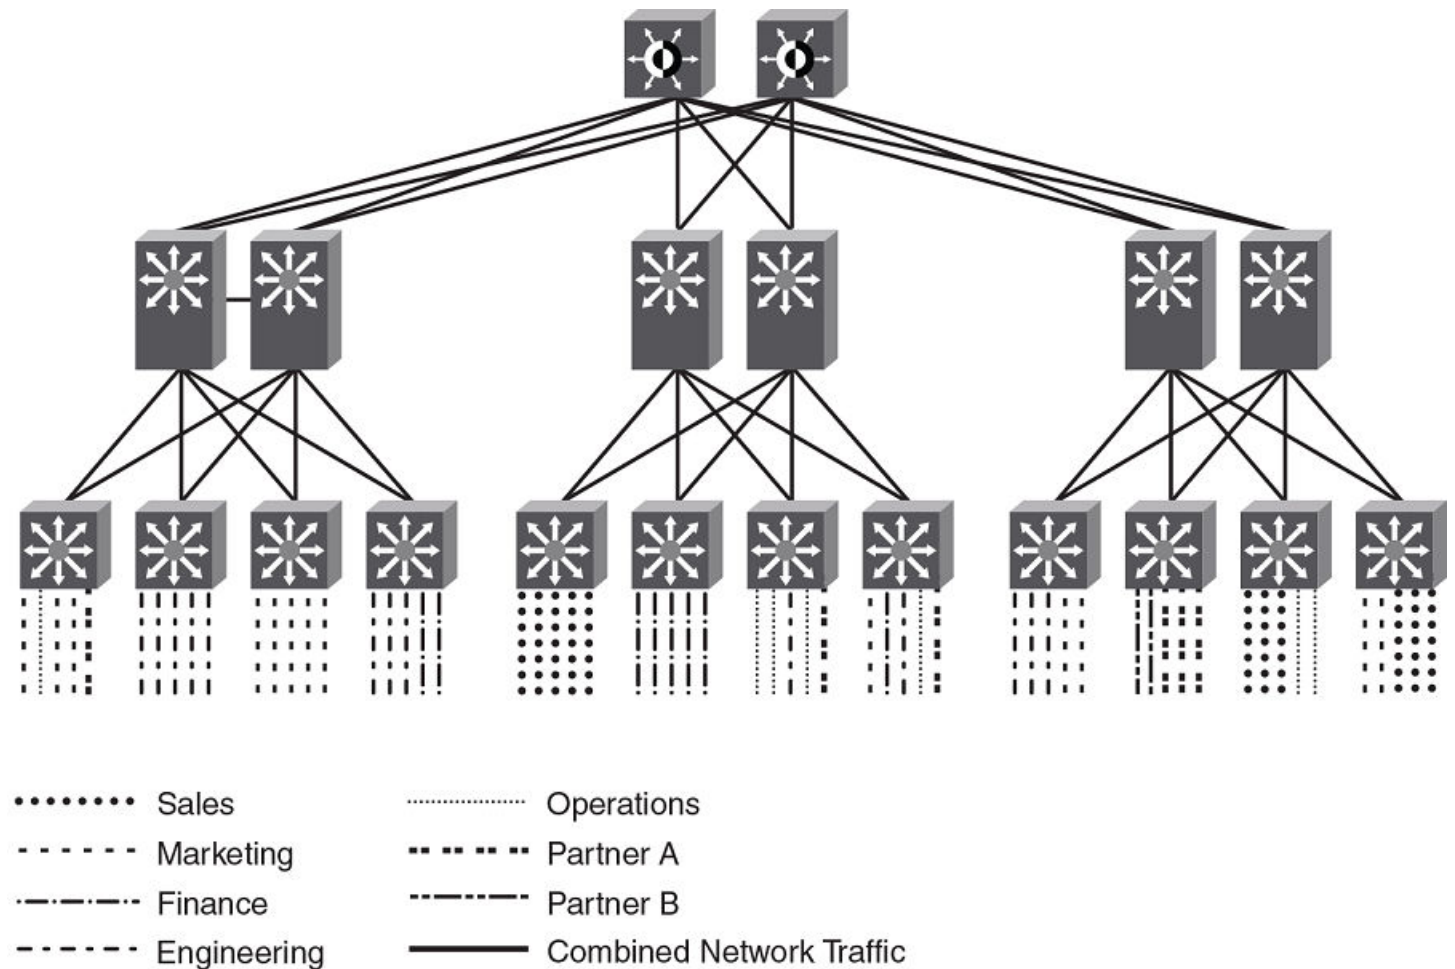 Sales
Operations
Marketing
Partner A
Finance
Partner B
Engineering
Combined Network Traffic